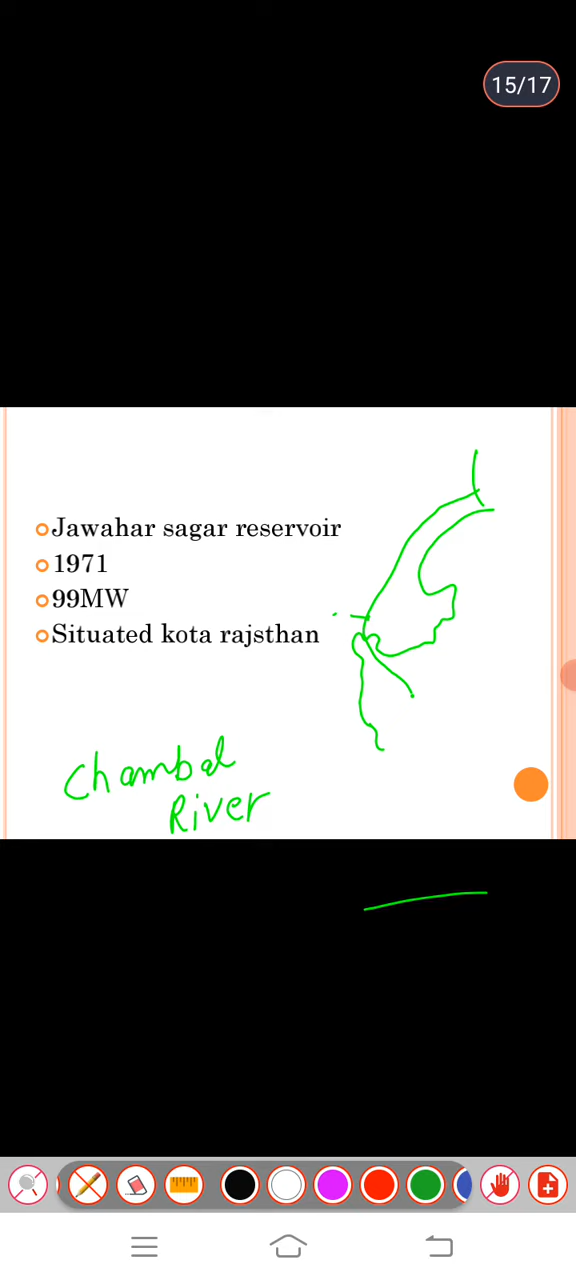 15/17
Jawahar sagar reservoir
1971
99MW
Situated kota rajsthan
Chambal
River